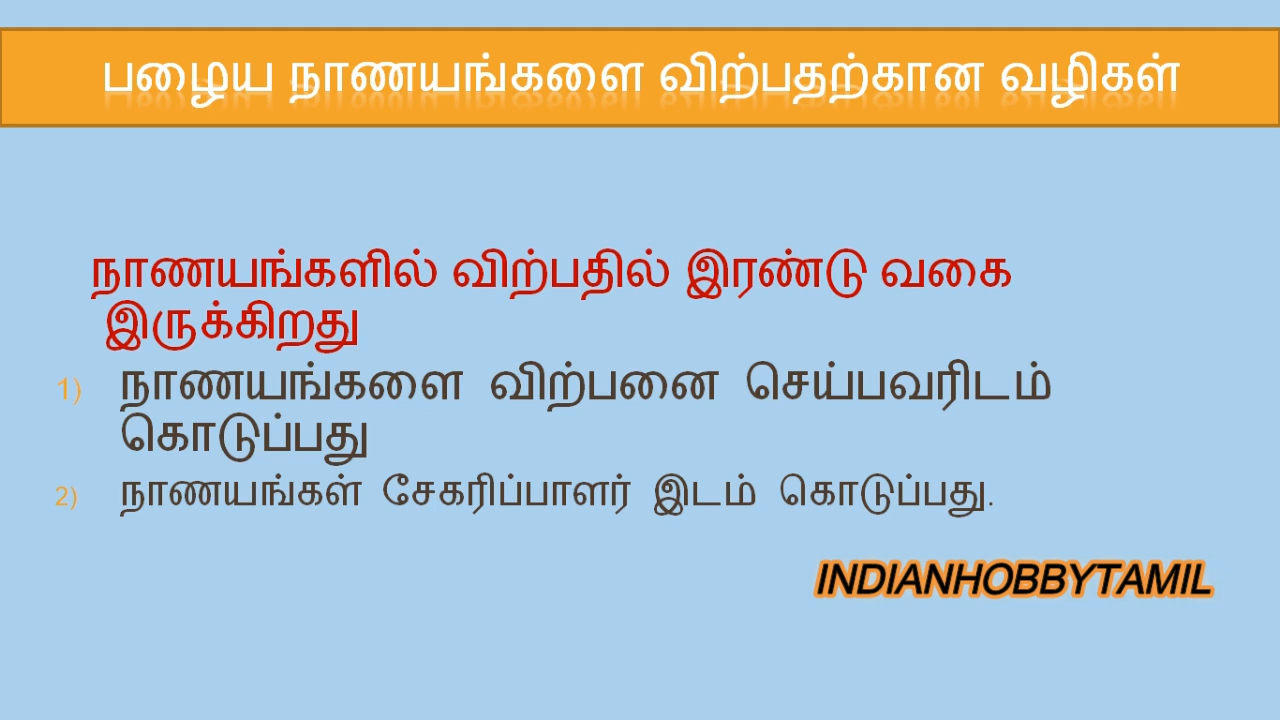 பழைய நாணயங்களை விற்பதற்கான வழிகள்
நாணயங்களில் விற்பதில் இரண்டு வகை
இருக்கிறது
1) நாணயங்களை விற்பனை செய்பவரிடம்
கொடுப்பது
2) நாணயங்கள் சேகரிப்பாளர் இடம் கொடுப்பது.
INDIANHOBBYTAMIL